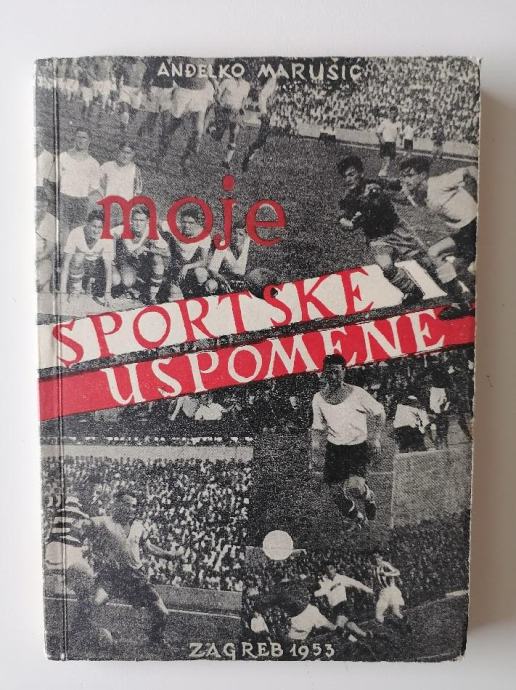 ANĐELKO MARUŠIĆ
moje
SPORTSKE
USPOMENE
ZAGREB 1953